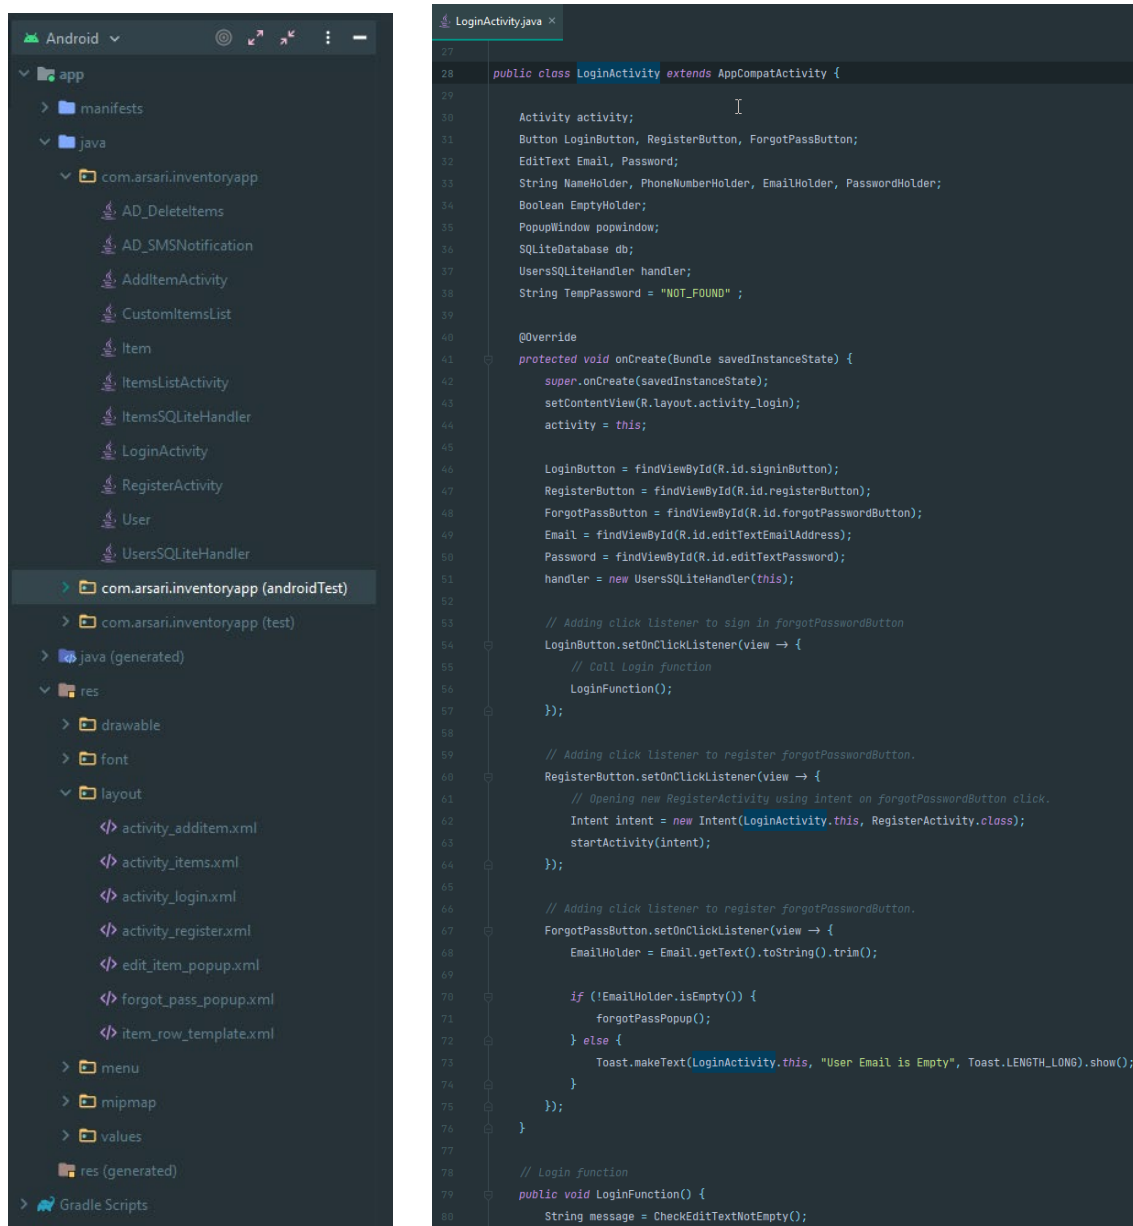 Android
app
manifests
java
com.arsari.inventoryapp
AD_DeleteItems
AD_SMSNotification
AddItemActivity
CustomItemsList
Item
ItemsListActivity
ItemsSQLiteHandler
LoginActivity
RegisterActivity
User
UsersSQLiteHandler
com.arsari.inventoryapp (androidTest)
com.arsari.inventoryapp (test)
java (generated)
res
drawable
font
layout
activity_additem.xml
activity_items.xml
activity_login.xml
activity_register.xml
edit_item_popup.xml
forgot_pass_popup.xml
item_row_template.xml
menu
mipmap
values
res (generated)
Gradle Scripts
LoginActivity.java ×
27
28 public class LoginActivity extends AppCompatActivity {
29
30 Activity activity;
31 Button LoginButton, RegisterButton, ForgotPassButton;
32 EditText Email, Password;
33 String NameHolder, PhoneNumberHolder, EmailHolder, PasswordHolder;
34 Boolean EmptyHolder;
35 PopupWindow popwindow;
36 SQLiteDatabase db;
37 UsersSQLiteHandler handler;
38 String TempPassword = "NOT_FOUND" ;
39
40 @Override
41 protected void onCreate(Bundle savedInstanceState) {
42 super.onCreate(savedInstanceState);
43 setContentView(R.layout.activity_login);
44 activity = this;
45
46 LoginButton = findViewById(R.id.signinButton);
47 RegisterButton = findViewById(R.id.registerButton);
48 ForgotPassButton = findViewById(R.id.forgotPasswordButton);
49 Email = findViewById(R.id.editTextEmailAddress);
50 Password = findViewById(R.id.editTextPassword);
51 handler = new UsersSQLiteHandler(this);
52
53 // Adding click listener to sign in forgotPasswordButton
54 LoginButton.setOnClickListener(view → {
55 // Call Login function
56 LoginFunction();
57 });
58
59 // Adding click listener to register forgotPasswordButton.
60 RegisterButton.setOnClickListener(view → {
61 // Opening new RegisterActivity using intent on forgotPasswordButton click.
62 Intent intent = new Intent(LoginActivity.this, RegisterActivity.class);
63 startActivity(intent);
64 });
65
66 // Adding click listener to register forgotPasswordButton.
67 ForgotPassButton.setOnClickListener(view → {
68 EmailHolder = Email.getText().toString().trim();
69
70 if (!EmailHolder.isEmpty()) {
71 forgotPassPopup();
72 } else {
73 Toast.makeText(LoginActivity.this, "User Email is Empty", Toast.LENGTH_LONG).show();
74 }
75 });
76 }
77
78 // Login function
79 public void LoginFunction() {
80 String message = CheckEditTextNotEmpty();